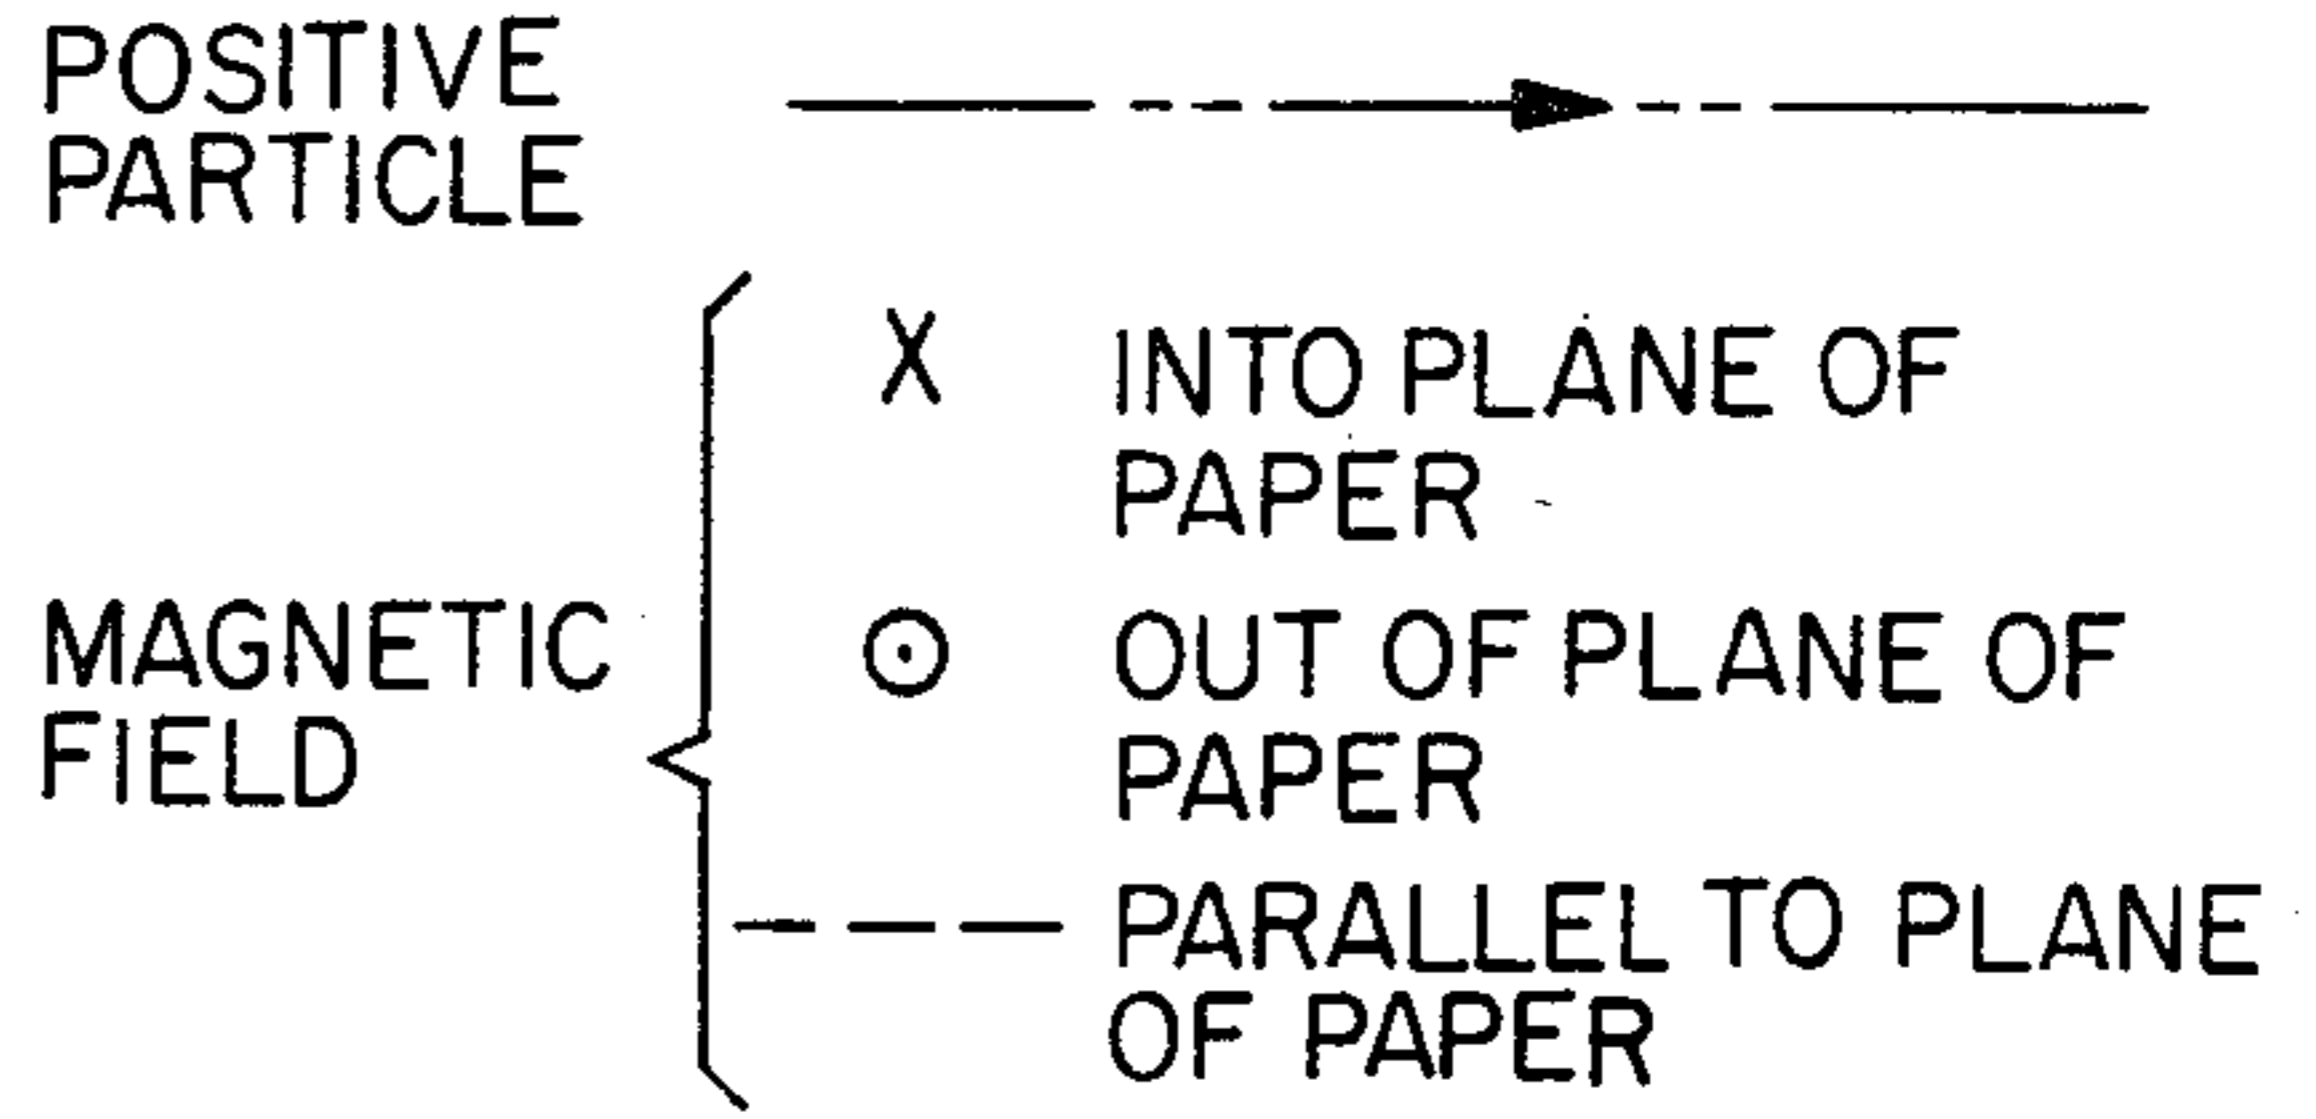 POSITIVE
PARTICLE
X INTO PLANE OF
PAPER
MAGNETIC
FIELD
OUT OF PLANE OF
PAPER
PARALLEL TO PLANE
OF PAPER